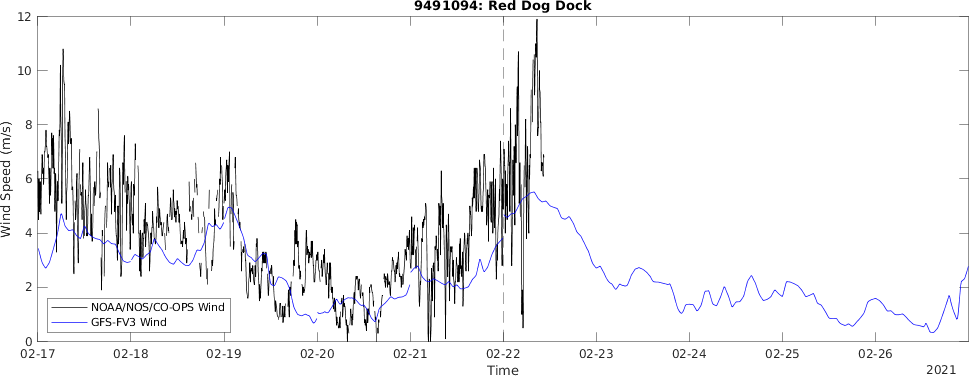 9491094: Red Dog Dock
12
10
8
6
4
2
0
Wind Speed (m/s)
NOAA/NOS/CO-OPS Wind
GFS-FV3 Wind
02-17 02-18 02-19 02-20 02-21 02-22 02-23 02-24 02-25 02-26
Time
2021